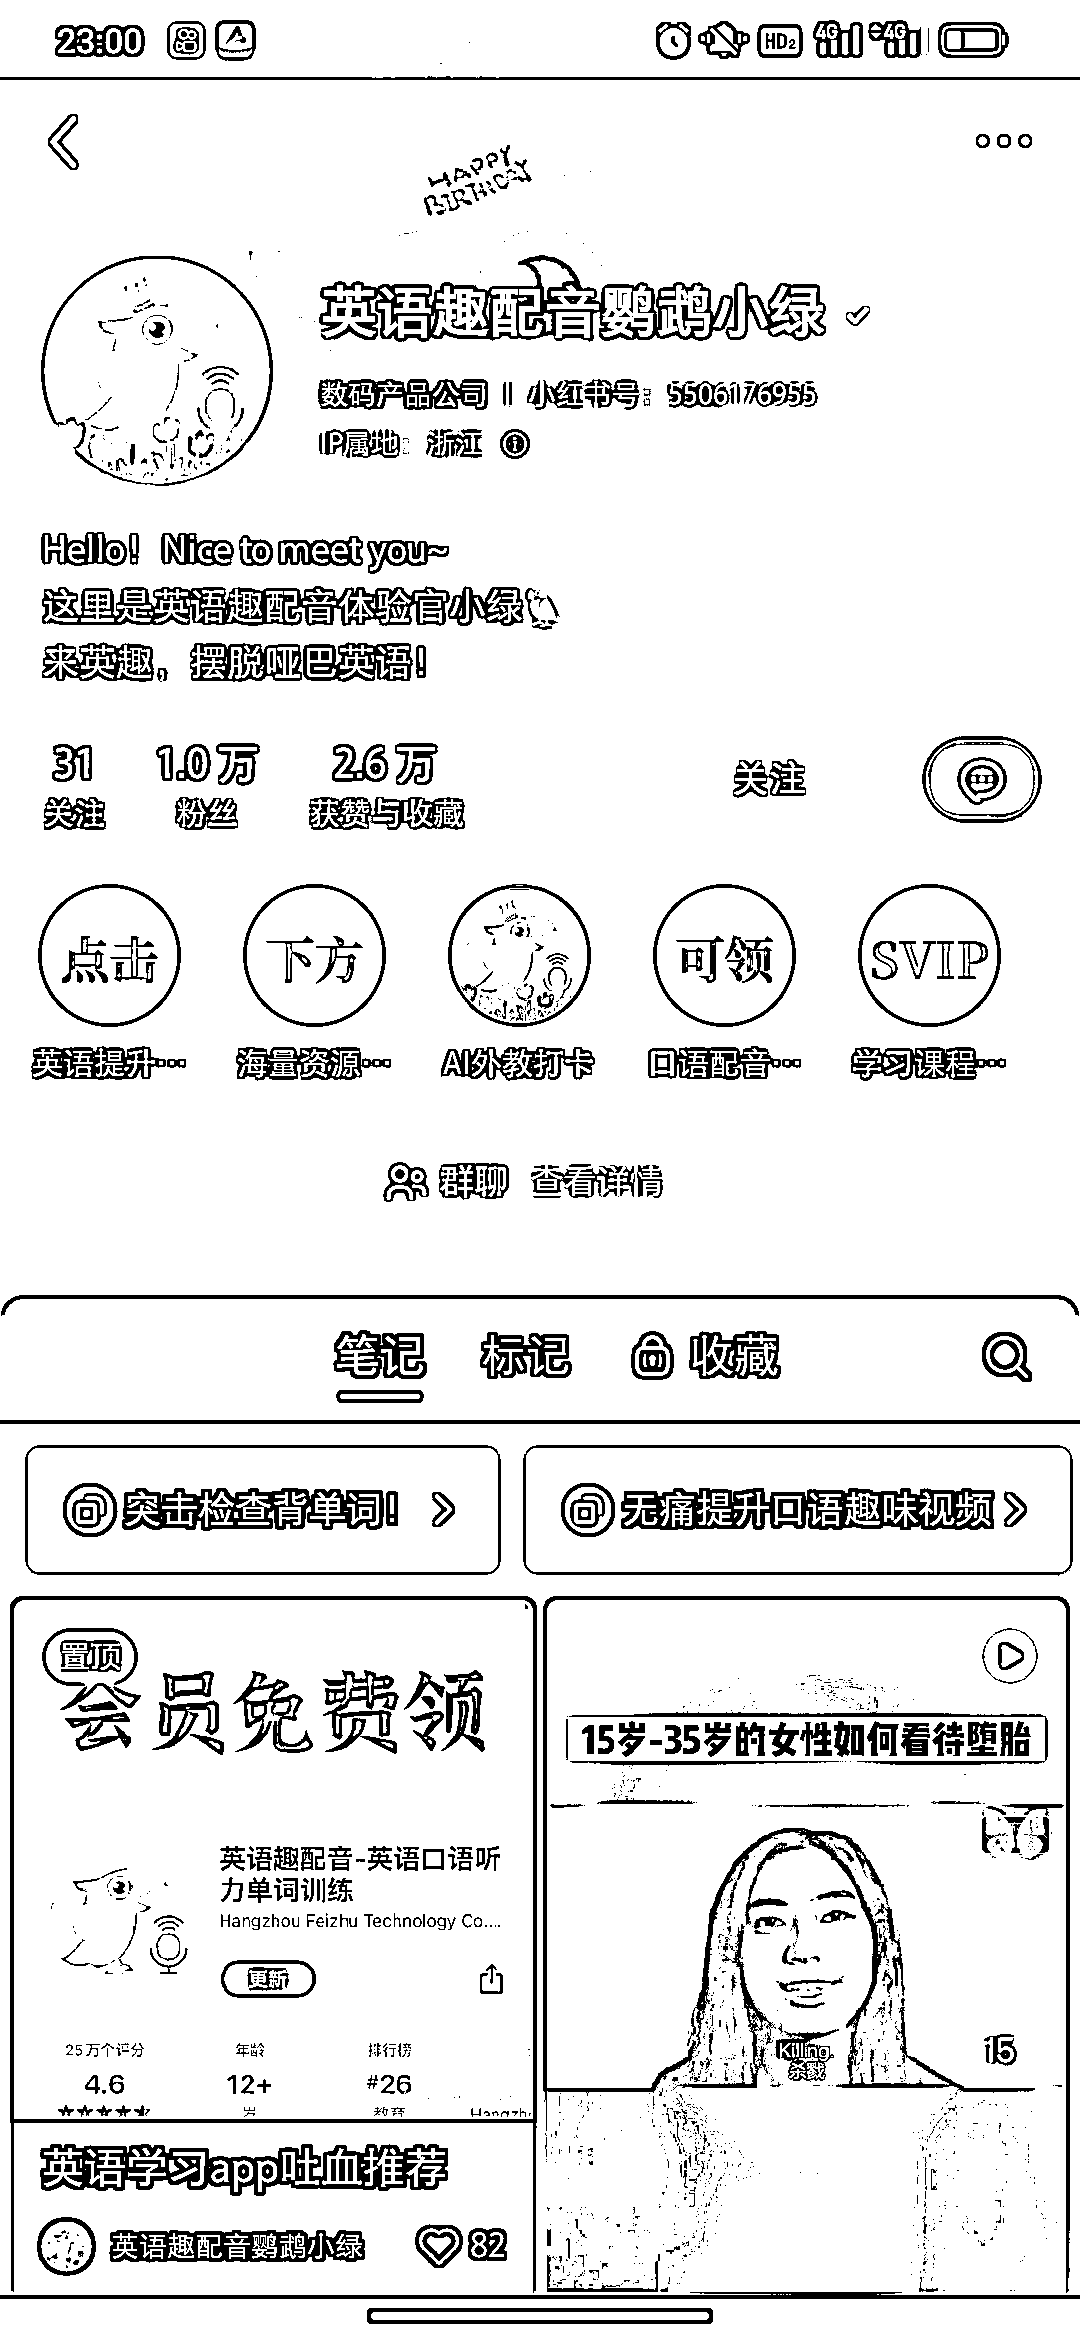 23:00
HD2 4G 4G
HAPPY
BIRTHDAY
英语趣配音鹦鹉小绿
数码产品公司 | 小红书号：5506176955
IP属地：浙江
Hello！ Nice to meet you~
这里是英语趣配音体验官小绿
来英趣，摆脱哑巴英语！
31 1.0万 2.6万
关注 粉丝 获赞与收藏
关注
点击 下方 可领 SVIP
英语提升… 海量资源… AI外教打卡 口语配音… 学习课程…
群聊 查看详情
笔记 标记 收藏
突击检查背单词！
无痛提升口语趣味视频
置顶
会员免费领
英语趣配音-英语口语听
力单词训练
Hangzhou Feizhu Technology Co....
更新
25万个评分 年龄 排行榜
4.6 12+ #26
岁 教育 Hangzh
英语学习app吐血推荐
英语趣配音鹦鹉小绿 82
15岁-35岁的女性如何看待堕胎
15
Killing
杀戮